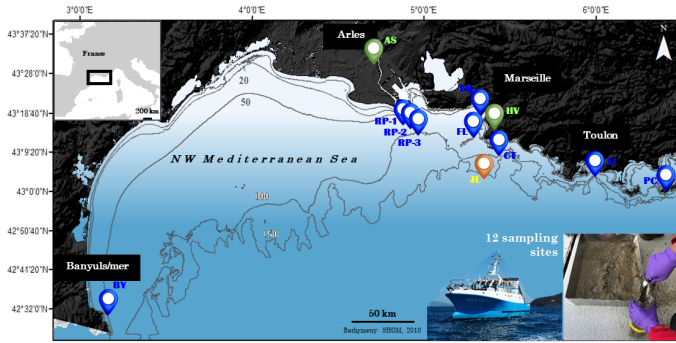 3°0'0"
4°0'0"
5°0'0"
6°0'0"
43°37'20"
43°28'0"
43°18'40"
43°9'20"
43°0'0"
42°50'40"
42°41'20"
42°32'0"
France
200 km
N
Arles
AS
20
50
Marseille
HV
RP-1
RP-2
RP-3
FL
CT
Toulon
NW Mediterranean Sea
JL
PC
100
150
12 sampling
sites
Banyuls/mer
BY
50 km
Bathymetry: SHOM, 2010